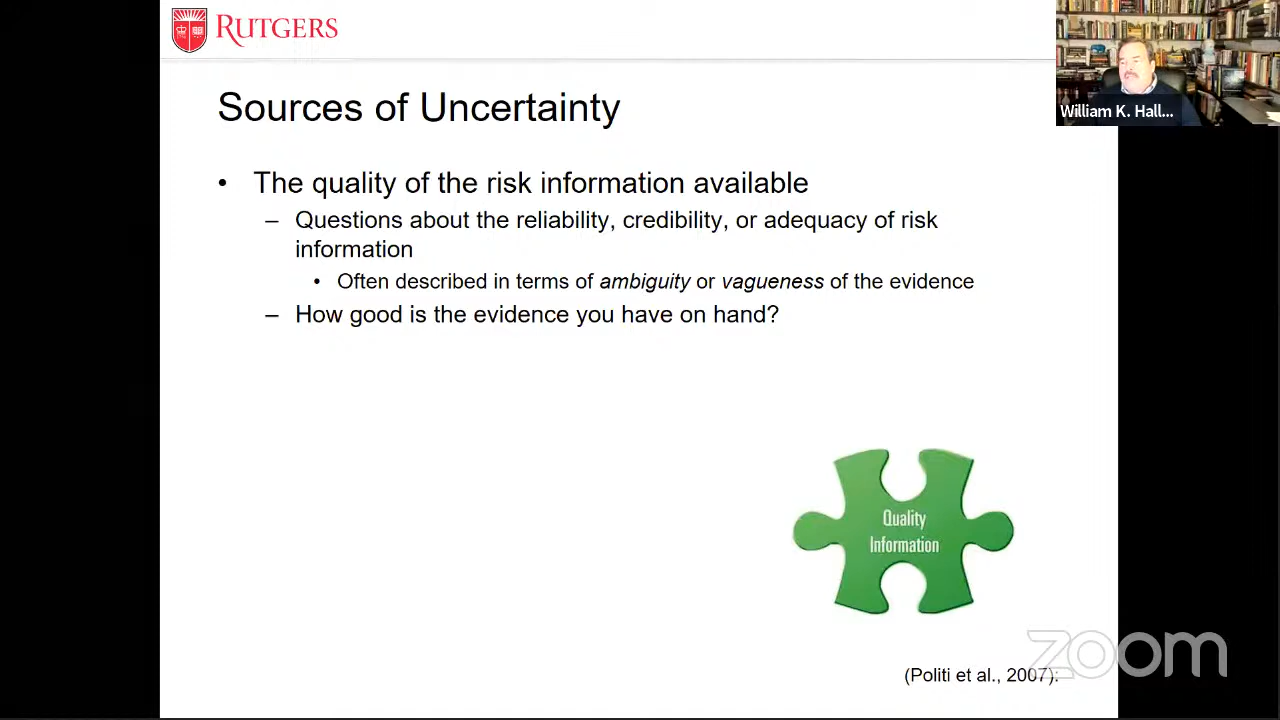 RUTGERS
William K. Hall...
Sources of Uncertainty
• The quality of the risk information available
– Questions about the reliability, credibility, or adequacy of risk
information
• Often described in terms of ambiguity or vagueness of the evidence
– How good is the evidence you have on hand?
Quality
Information
zoom
(Politi et al., 2007):